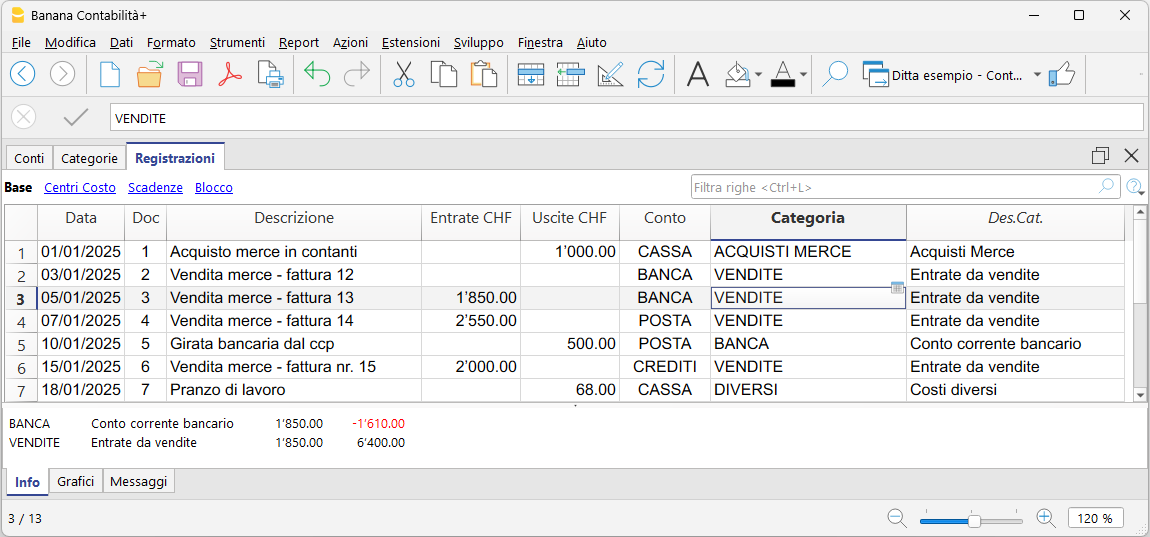 Banana Contabilità+
File Modifica Dati Formato Strumenti Report Azioni Estensioni Sviluppo Finestra Aiuto
Ditta esempio - Cont...
VENDITE
Conti Categorie Registrazioni
Base Centri Costo Scadenze Blocco Filtra righe <Ctrl+L>
Data Doc Descrizione Entrate CHF Uscite CHF Conto Categoria Des.Cat.
1 01/01/2025 1 Acquisto merce in contanti 1'000.00 CASSA ACQUISTI MERCE Acquisti Merce
2 03/01/2025 2 Vendita merce - fattura 12 BANCA VENDITE Entrate da vendite
3 05/01/2025 3 Vendita merce - fattura 13 1'850.00 BANCA VENDITE Entrate da vendite
4 07/01/2025 4 Vendita merce - fattura 14 2'550.00 POSTA VENDITE Entrate da vendite
5 10/01/2025 5 Girata bancaria dal ccp 500.00 POSTA BANCA Conto corrente bancario
6 15/01/2025 6 Vendita merce - fattura nr. 15 2'000.00 CREDITI VENDITE Entrate da vendite
7 18/01/2025 7 Pranzo di lavoro 68.00 CASSA DIVERSI Costi diversi
BANCA Conto corrente bancario 1'850.00 -1'610.00
VENDITE Entrate da vendite 1'850.00 6'400.00
Info Grafici Messaggi
3 / 13 120 %